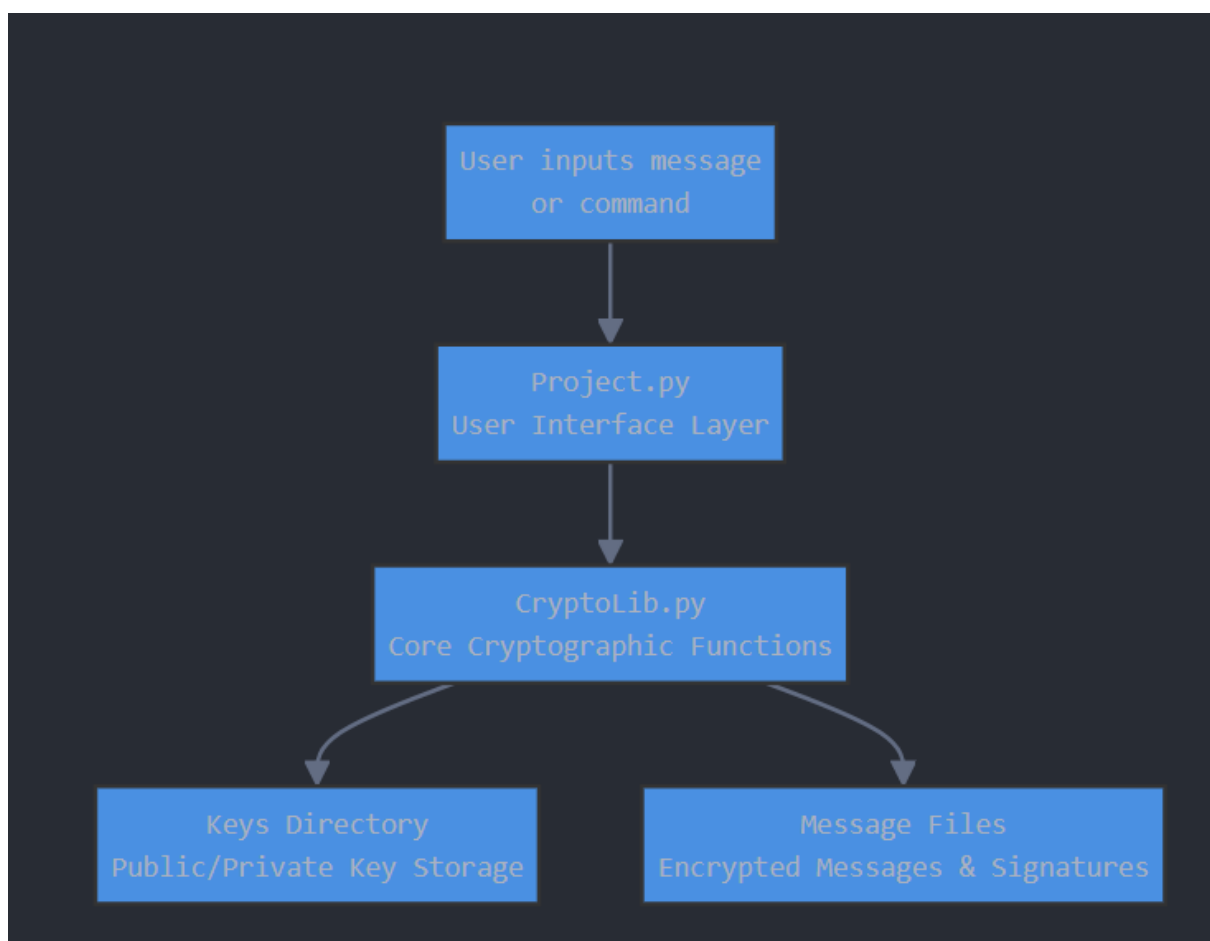 User inputs message
or command
Project.py
User Interface Layer
CryptoLib.py
Core Cryptographic Functions
Keys Directory
Public/Private Key Storage
Message Files
Encrypted Messages & Signatures